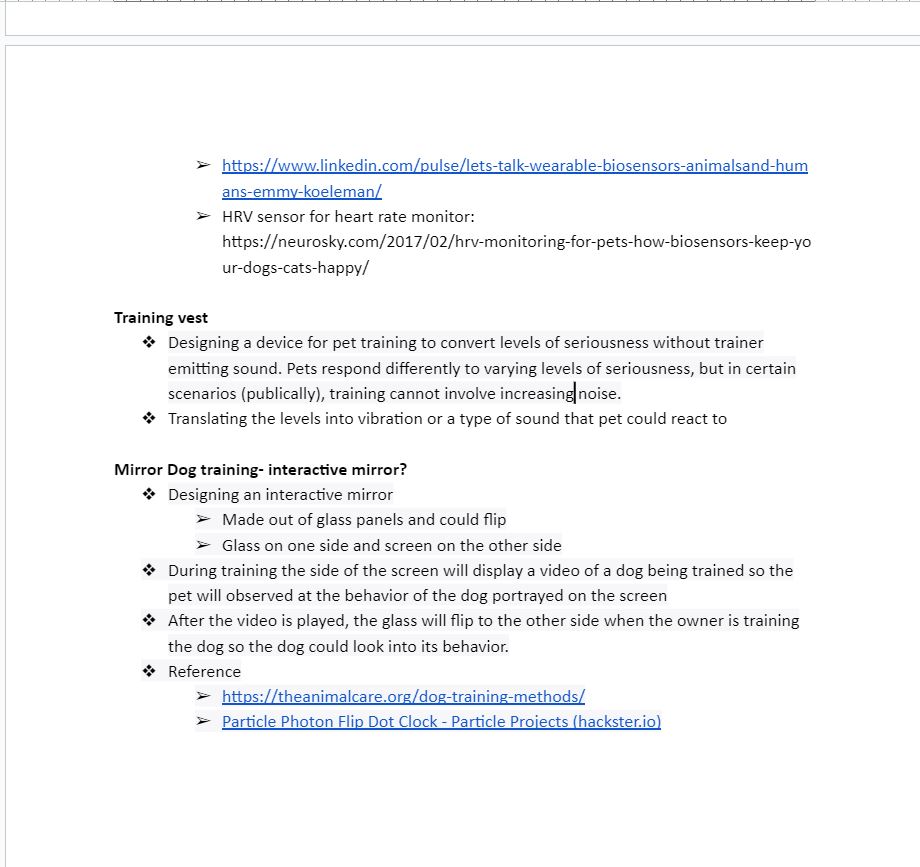 ➢ https://www.linkedin.com/pulse/lets-talk-wearable-biosensors-animalsand-hum
ans-emmy-koeleman/
➢ HRV sensor for heart rate monitor:
https://neurosky.com/2017/02/hrv-monitoring-for-pets-how-biosensors-keep-yo
ur-dogs-cats-happy/
Training vest
❖ Designing a device for pet training to convert levels of seriousness without trainer
emitting sound. Pets respond differently to varying levels of seriousness, but in certain
scenarios (publically), training cannot involve increasing noise.
❖ Translating the levels into vibration or a type of sound that pet could react to
Mirror Dog training- interactive mirror?
❖ Designing an interactive mirror
➢ Made out of glass panels and could flip
➢ Glass on one side and screen on the other side
❖ During training the side of the screen will display a video of a dog being trained so the
pet will observed at the behavior of the dog portrayed on the screen
❖ After the video is played, the glass will flip to the other side when the owner is training
the dog so the dog could look into its behavior.
❖ Reference
➢ https://theanimalcare.org/dog-training-methods/
➢ Particle Photon Flip Dot Clock - Particle Projects (hackster.io)